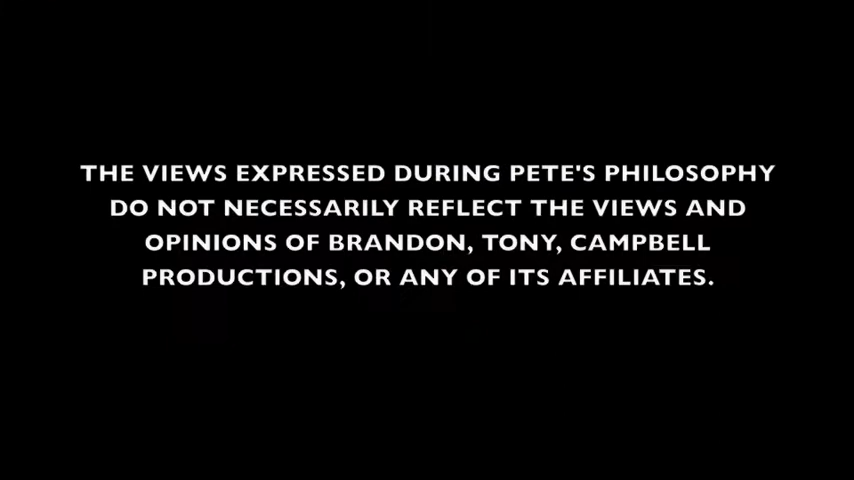 THE VIEWS EXPRESSED DURING PETE'S PHILOSOPHY
DO NOT NECESSARILY REFLECT THE VIEWS AND
OPINIONS OF BRANDON, TONY, CAMPBELL
PRODUCTIONS, OR ANY OF ITS AFFILIATES.